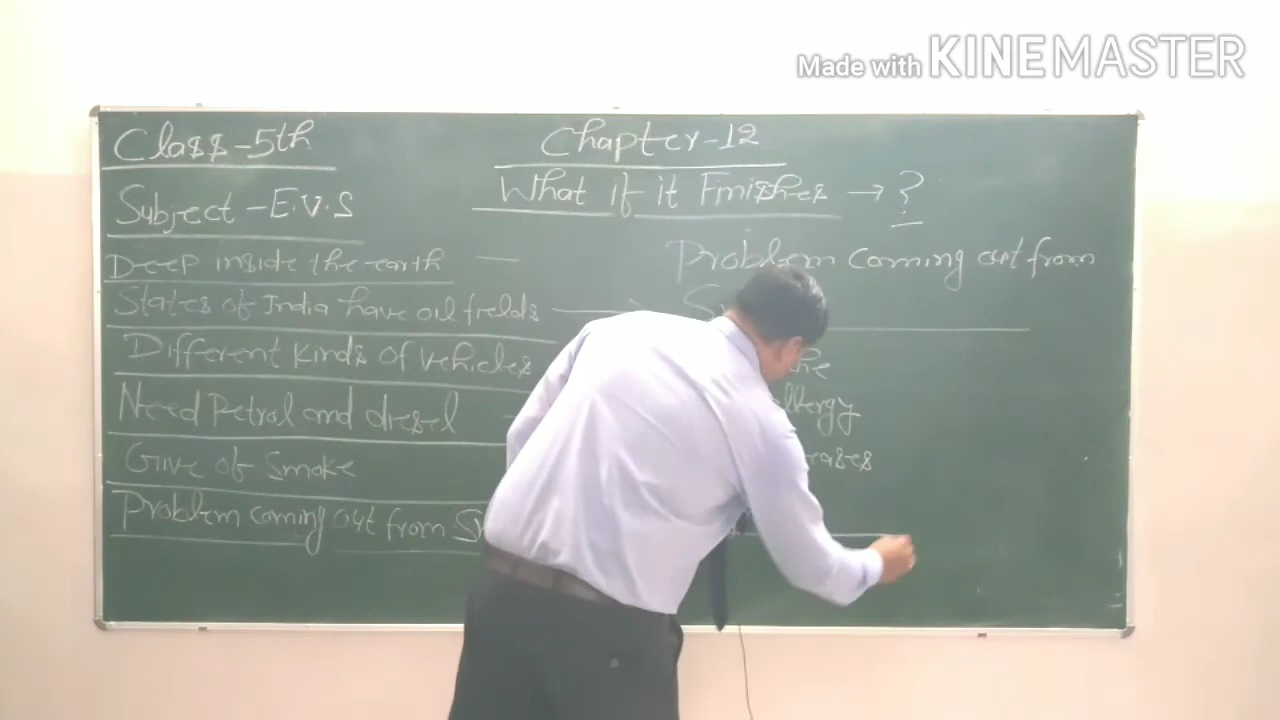 Made with KINEMASTER
Class-5th
Chapter-12
Subject-E.V.S
What if it Finishes → ?
Deep inside the earth —
States of India have oil fields →
Different Kinds of vehicles
Need Petrol and diesel
Give of Smoke
Problem coming out from
Problem coming out from